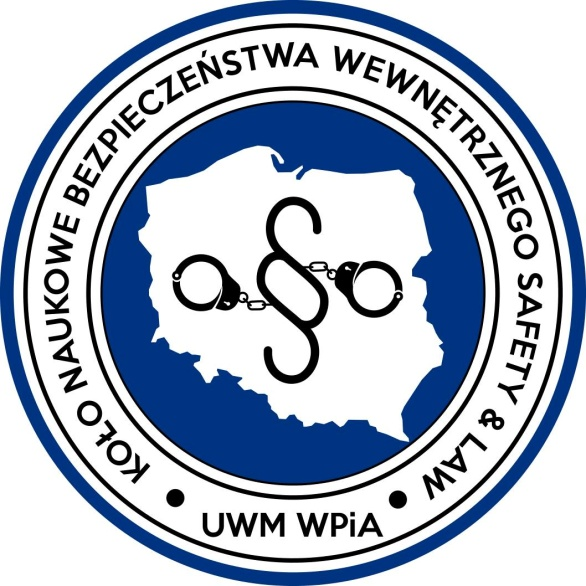 KOŁO NAUKOWE BEZPIECZEŃSTWA WEWNĘTRZNEGO SAFETY & LAW
• UWM WPiA •
§